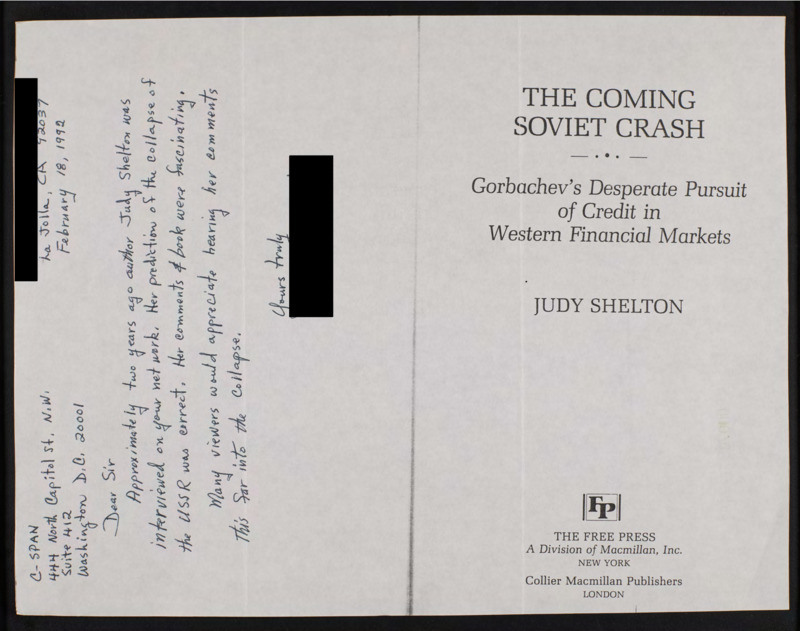 La Jolla, CA 92037
February 18, 1992
C-SPAN
444 North Capitol St. N.W.
Suite 412
Washington D.C. 20001
Dear Sir
Approximately two years ago author Judy Shelton was
interviewed on your network. Her prediction of the collapse of
the USSR was correct. Her comments & book were fascinating.
Many viewers would appreciate hearing her comments
this far into the collapse.
Yours truly
THE COMING
SOVIET CRASH
Gorbachev's Desperate Pursuit
of Credit in
Western Financial Markets
JUDY SHELTON
FP
THE FREE PRESS
A Division of Macmillan, Inc.
NEW YORK
Collier Macmillan Publishers
LONDON